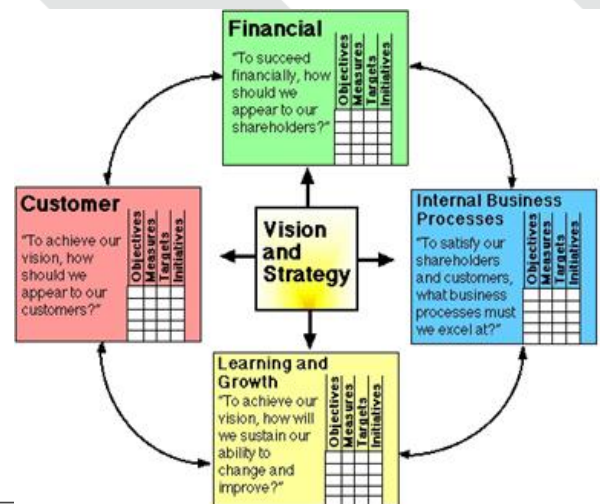 Financial
"To succeed
financially, how
should we
appear to our
shareholders?"
Objectives
Measures
Targets
Initiatives
Customer
"To achieve our
vision, how
should we
appear to our
customers?"
Objectives
Measures
Targets
Initiatives
Vision
and
Strategy
Internal Business
Processes
"To satisfy our
shareholders
and customers,
what business
processes must
we excel at?"
Objectives
Measures
Targets
Initiatives
Learning and
Growth
"To achieve our
vision, how will
we sustain our
ability to
change and
improve?"
Objectives
Measures
Targets
Initiatives